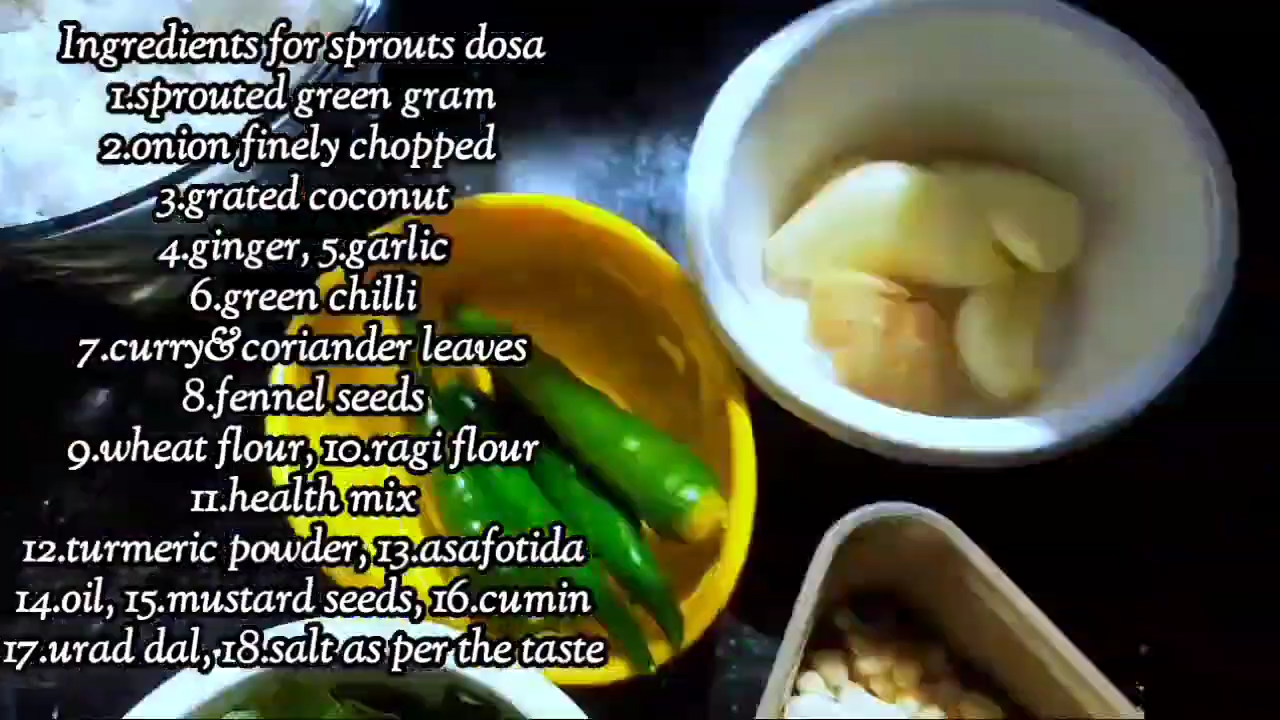 Ingredients for sprouts dosa
1.sprouted green gram
2.onion finely chopped
3.grated coconut
4.ginger, 5.garlic
6.green chilli
7.curry&coriander leaves
8.fennel seeds
9.wheat flour, 10.ragi flour
11.health mix
12.turmeric powder, 13.asafotida
14.oil, 15.mustard seeds, 16.cumin
17.urad dal, 18.salt as per the taste